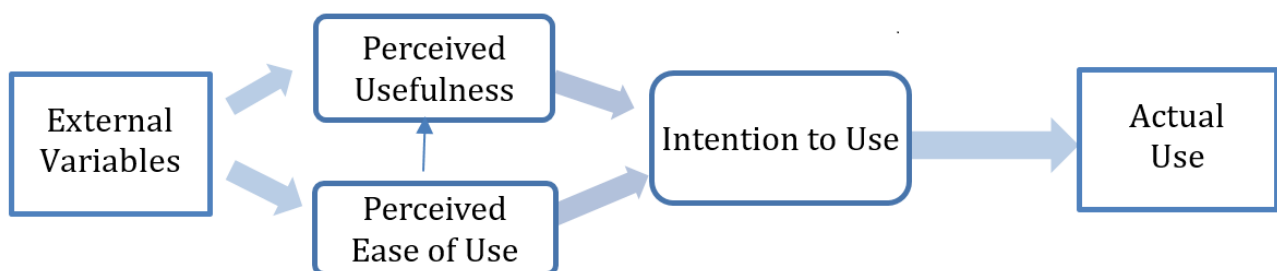 External
Variables
Perceived
Usefulness
Perceived
Ease of Use
Intention to Use
Actual
Use